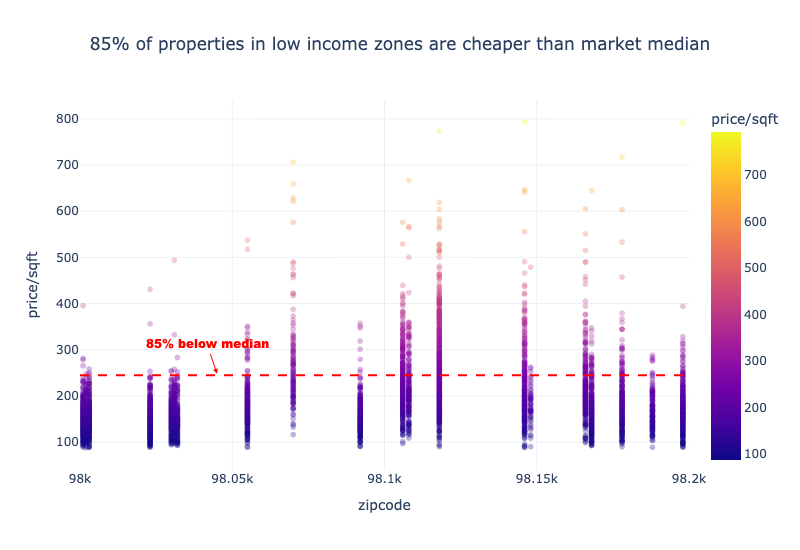 85% of properties in low income zones are cheaper than market median
price/sqft
800
700
600
500
400
300
200
100
85% below median
98k
98.05k
98.1k
98.15k
98.2k
zipcode
price/sqft
700
600
500
400
300
200
100